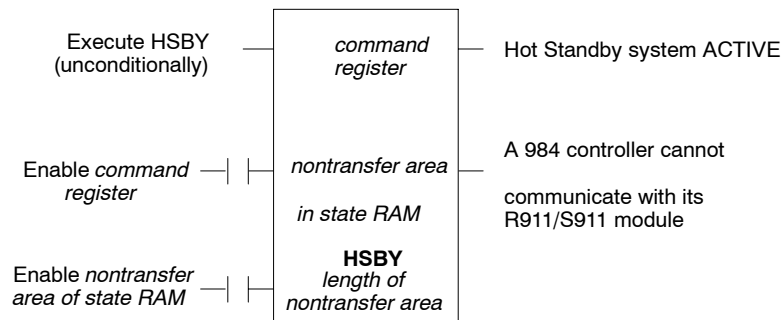 Execute HSBY
(unconditionally)
command
register
Hot Standby system ACTIVE
Enable command
register
nontransfer area
in state RAM
A 984 controller cannot
communicate with its
R911/S911 module
Enable nontransfer
area of state RAM
HSBY
length of
nontransfer area